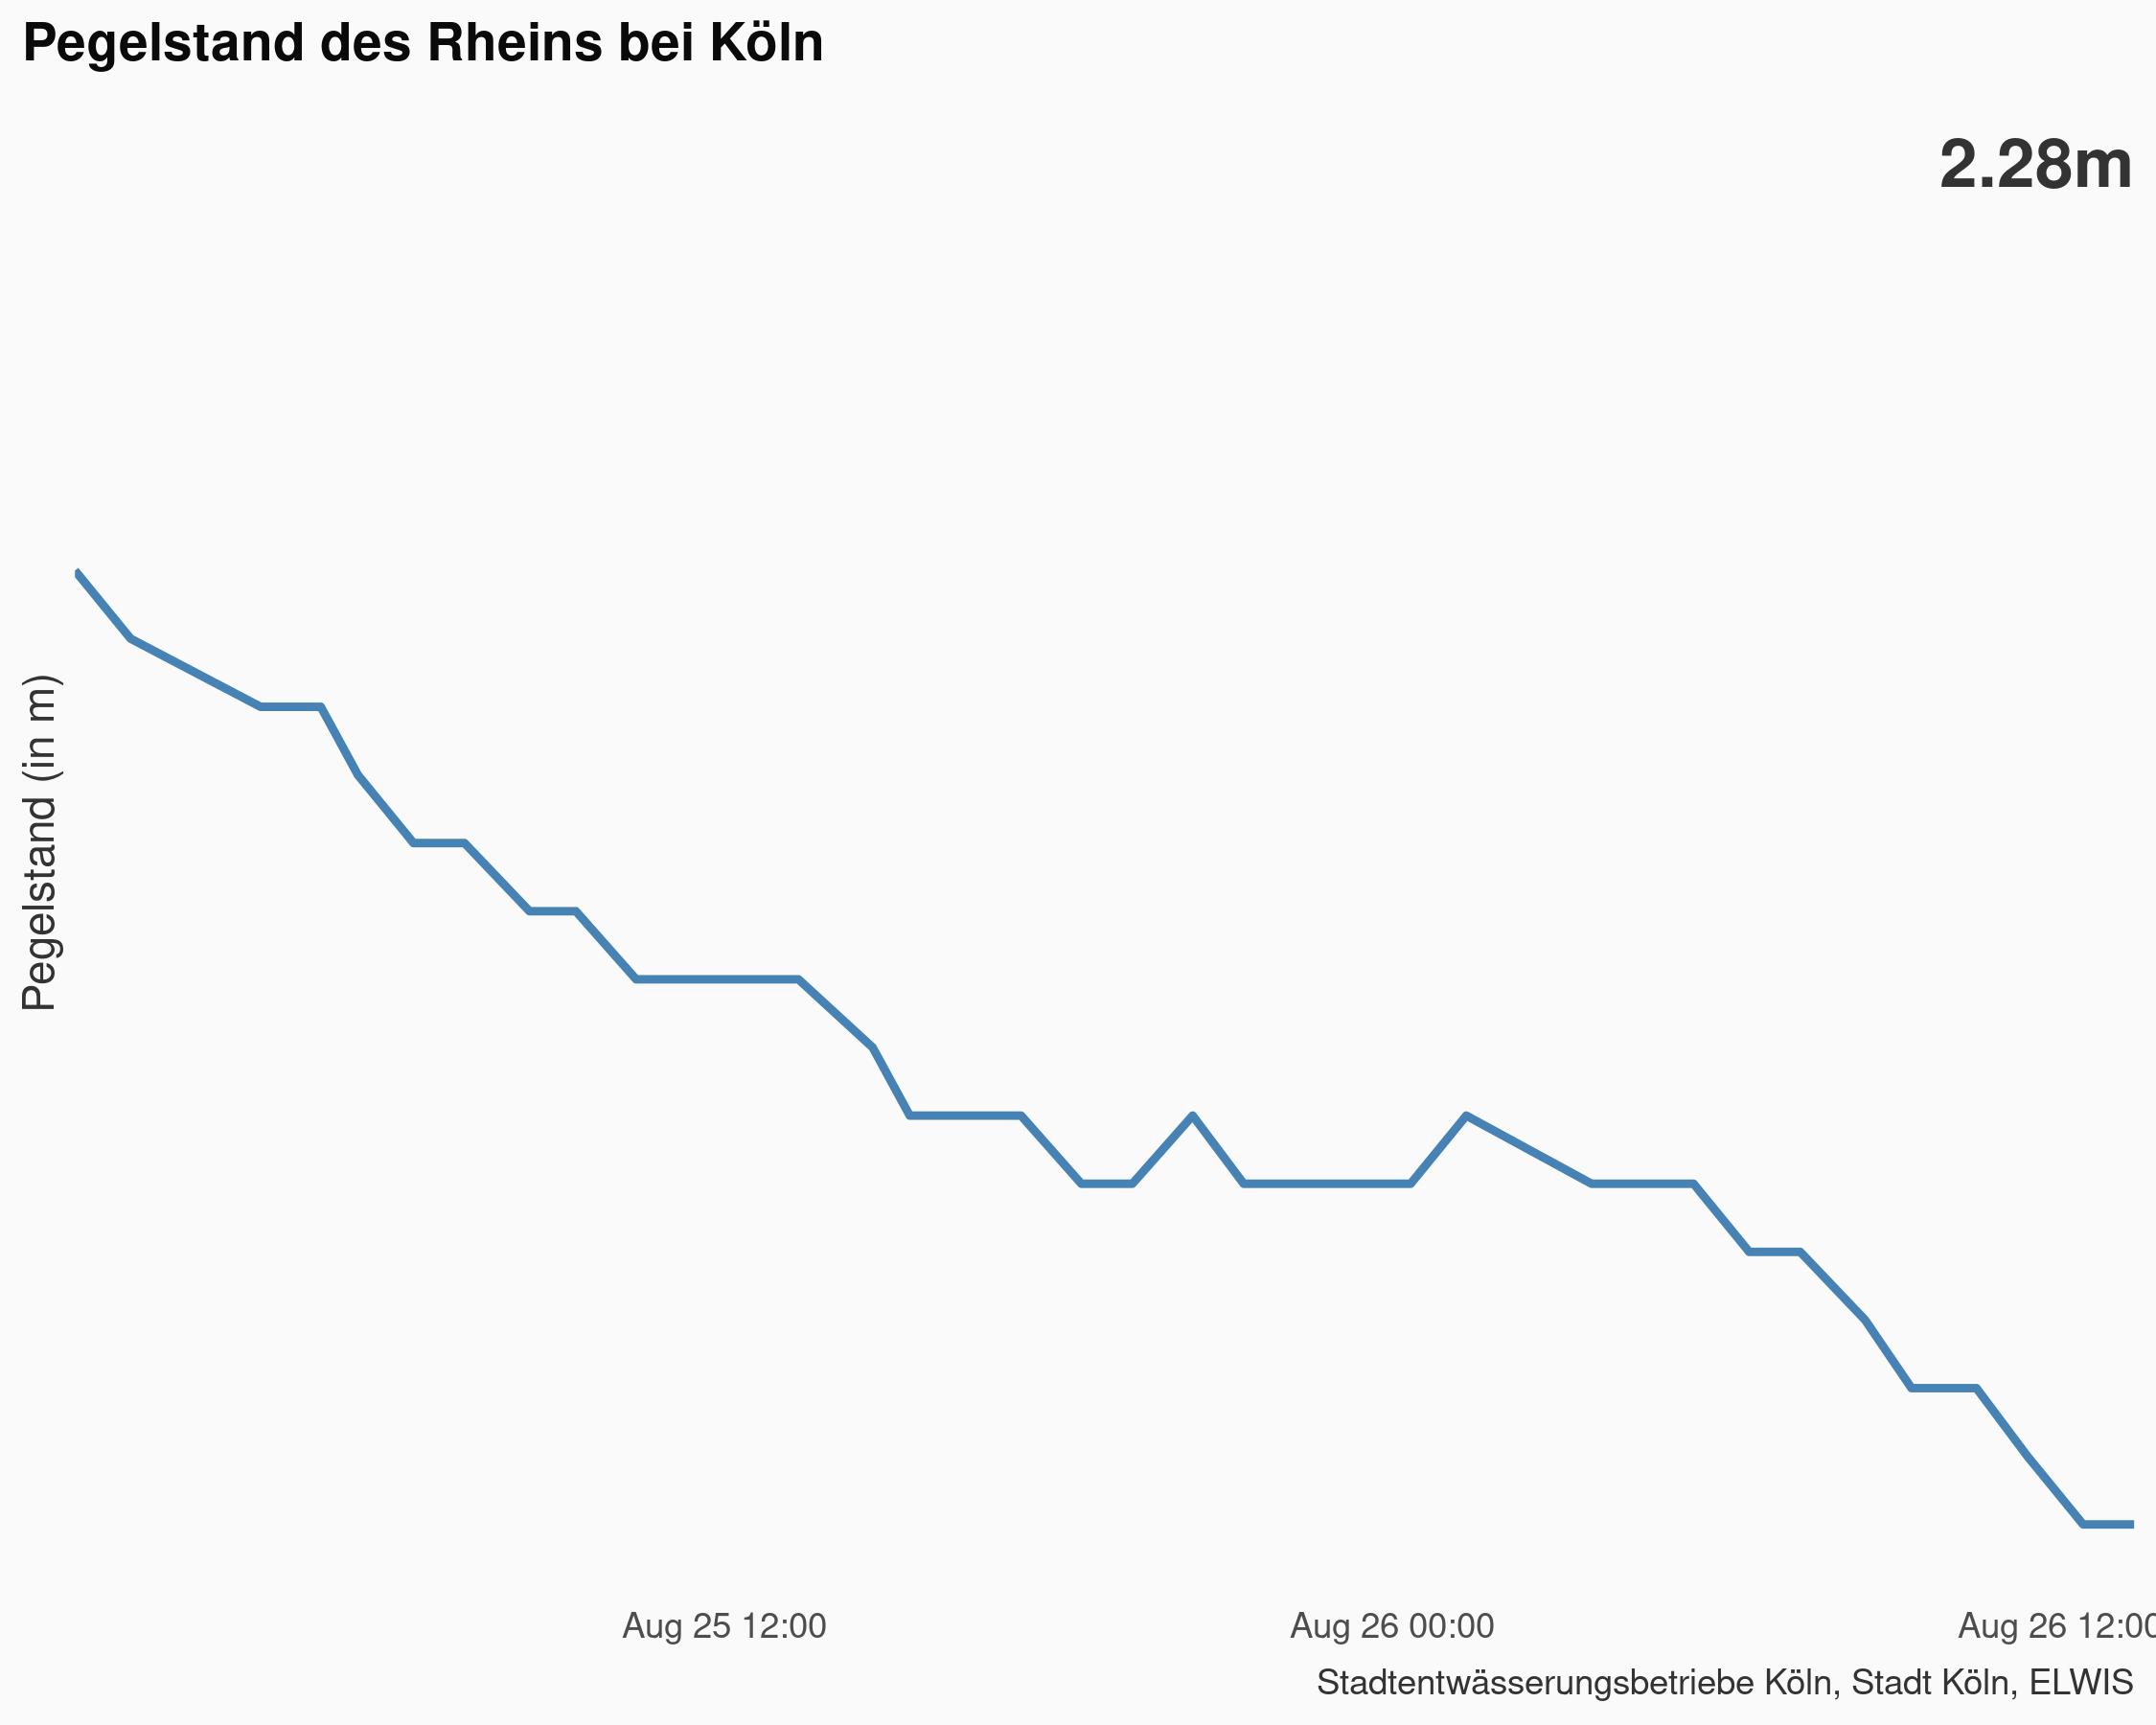 Pegelstand des Rheins bei Köln
2.28m
Pegelstand (in m)
Aug 25 12:00
Aug 26 00:00
Aug 26 12:00
Stadtentwässerungsbetriebe Köln, Stadt Köln, ELWIS